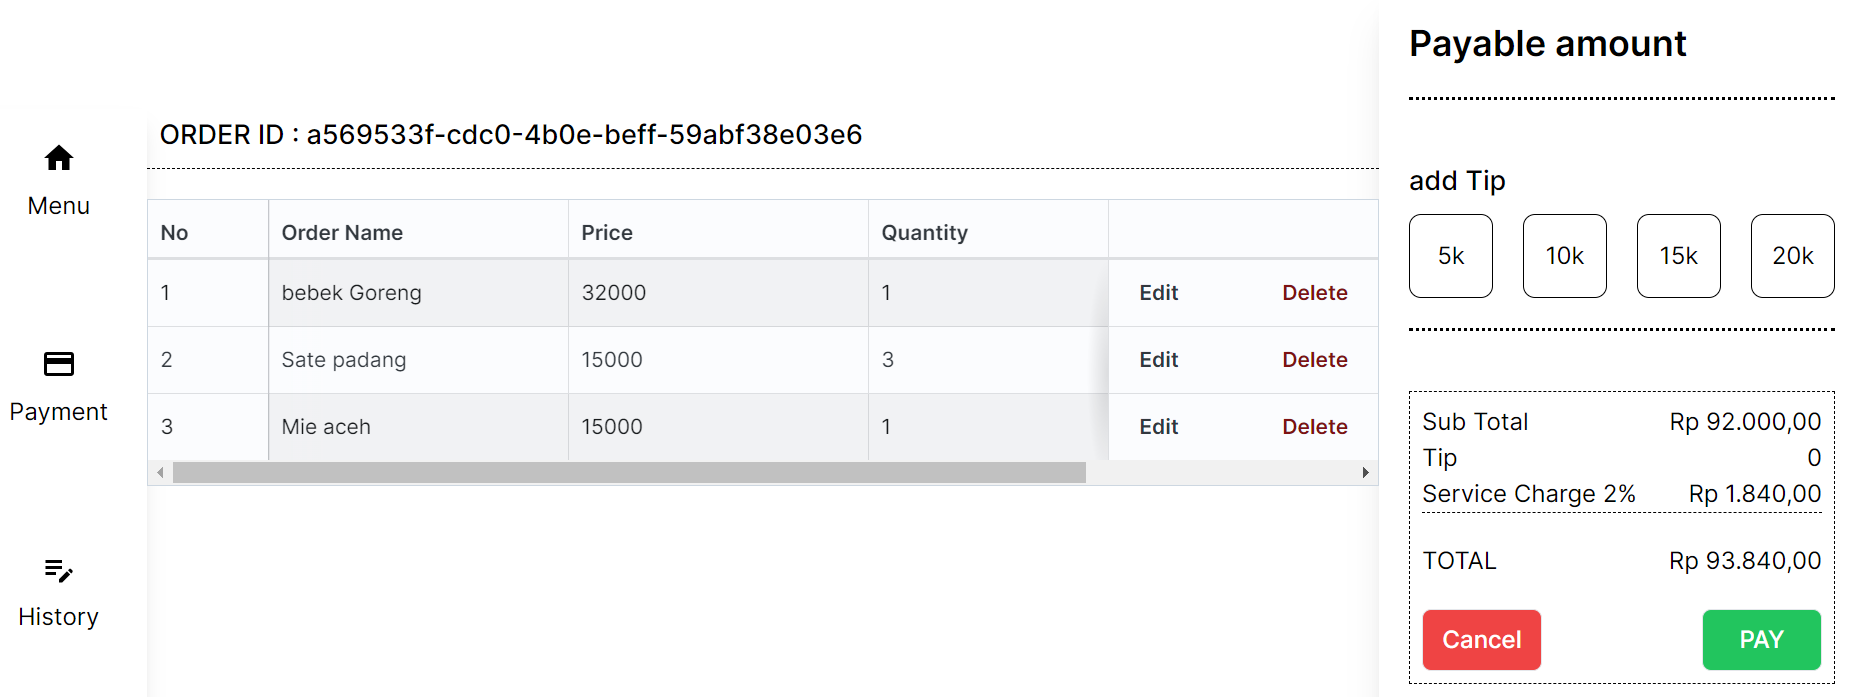 Menu
Payment
History
ORDER ID : a569533f-cdc0-4b0e-beff-59abf38e03e6
No Order Name Price Quantity
1 bebek Goreng 32000 1 Edit Delete
2 Sate padang 15000 3 Edit Delete
3 Mie aceh 15000 1 Edit Delete
Payable amount
add Tip
5k 10k 15k 20k
Sub Total Rp 92.000,00
Tip 0
Service Charge 2% Rp 1.840,00
TOTAL Rp 93.840,00
Cancel PAY